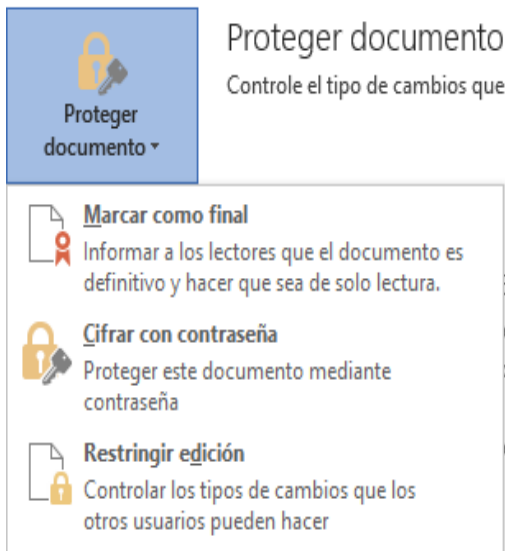 Proteger documento
Controle el tipo de cambios que
Proteger
documento
Marcar como final
Informar a los lectores que el documento es
definitivo y hacer que sea de solo lectura.
Cifrar con contraseña
Proteger este documento mediante
contraseña
Restringir edición
Controlar los tipos de cambios que los
otros usuarios pueden hacer